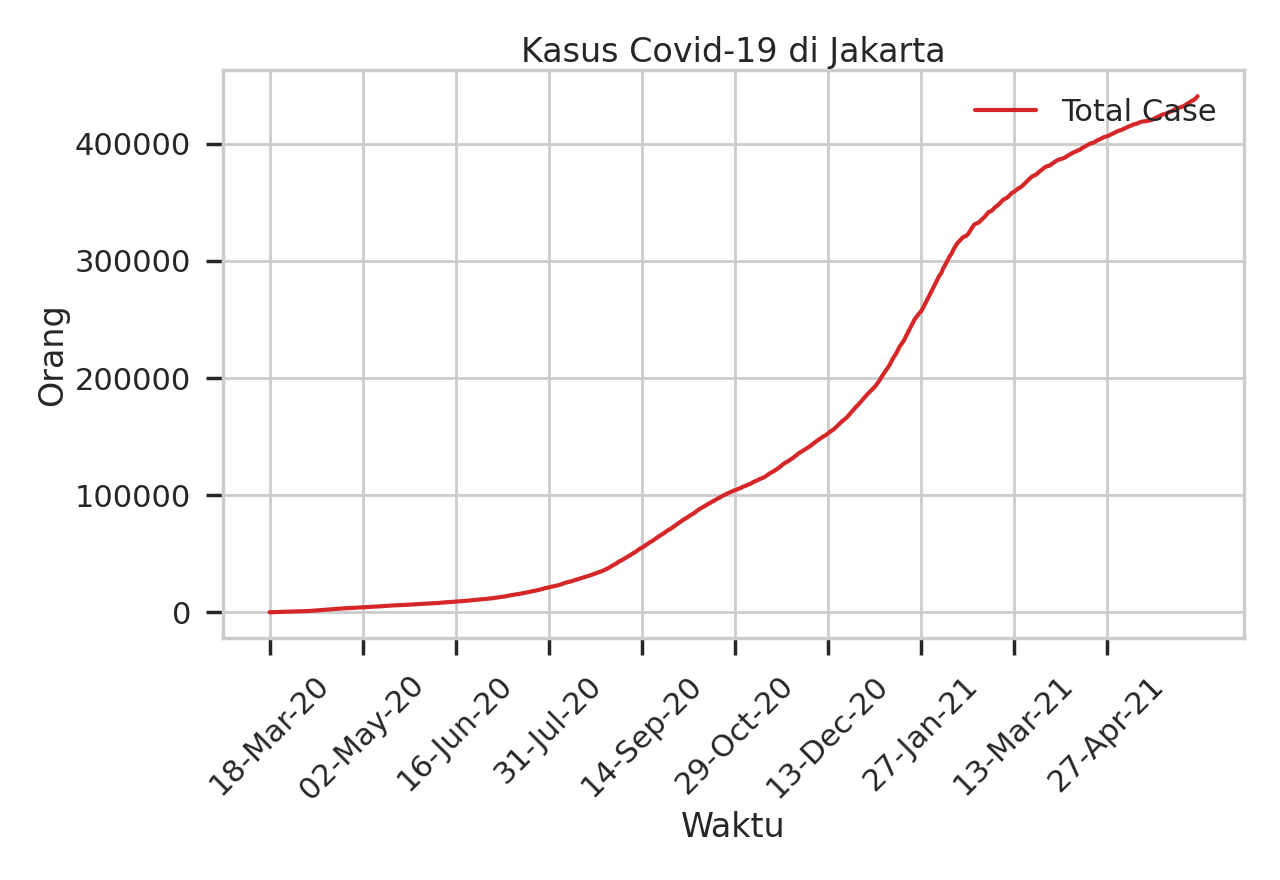 Kasus Covid-19 di Jakarta
Total Case
400000
300000
200000
100000
0
Orang
18-Mar-20
02-May-20
16-Jun-20
31-Jul-20
14-Sep-20
29-Oct-20
13-Dec-20
27-Jan-21
13-Mar-21
27-Apr-21
Waktu